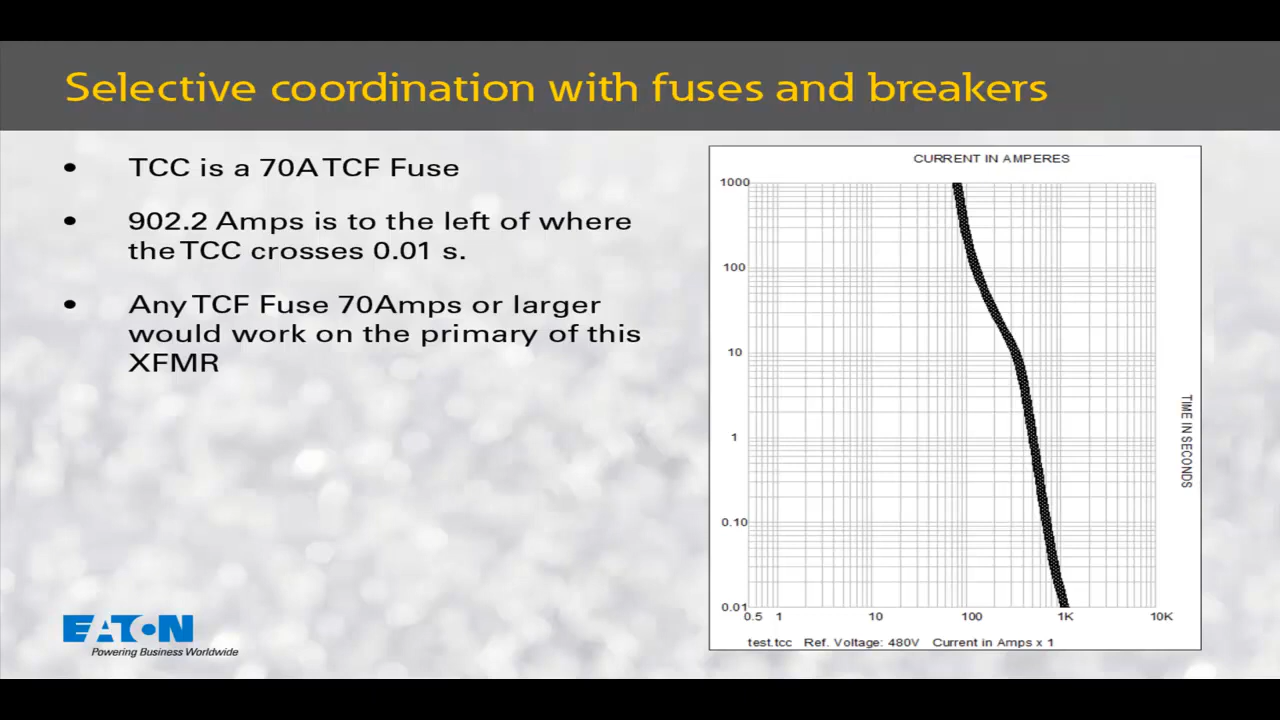 Selective coordination with fuses and breakers
• TCC is a 70A TCF Fuse
• 902.2 Amps is to the left of where
the TCC crosses 0.01 s.
• Any TCF Fuse 70Amps or larger
would work on the primary of this
XFMR
CURRENT IN AMPERES
1000
100
10
1
0.10
0.01
0.5 1 10 100 1K 10K
TIME IN SECONDS
test.tcc Ref. Voltage: 480V Current in Amps x 1
EATON
Powering Business Worldwide